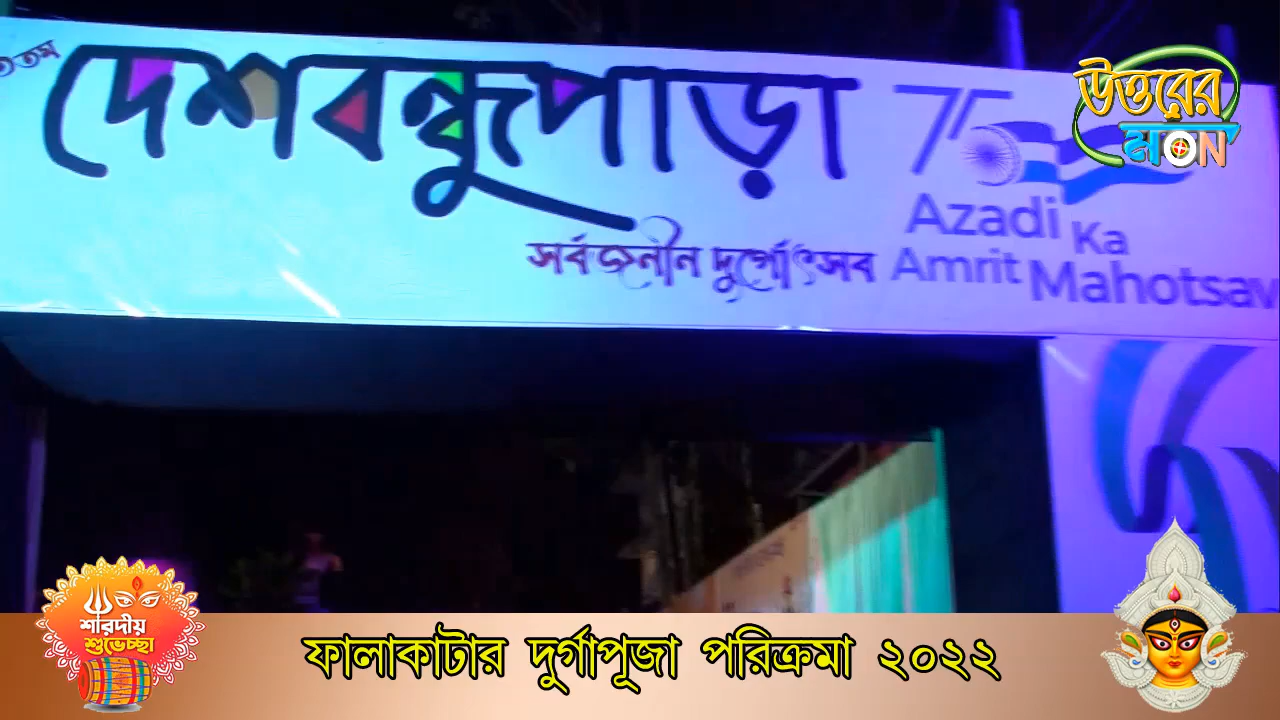 দেশবন্ধুপাড়া
সর্বজনীন দুর্গোৎসব
75
Azadi Ka
Amrit Mahotsav
উত্তরের
মন
শারদীয়
শুভেচ্ছা
ফালাকাটার দুর্গাপূজা পরিক্রমা ২০২২